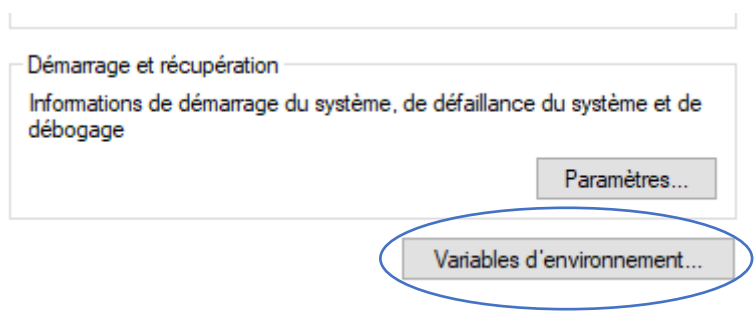 Démarrage et récupération
Informations de démarrage du système, de défaillance du système et de
débogage
Paramètres...
Variables d'environnement...